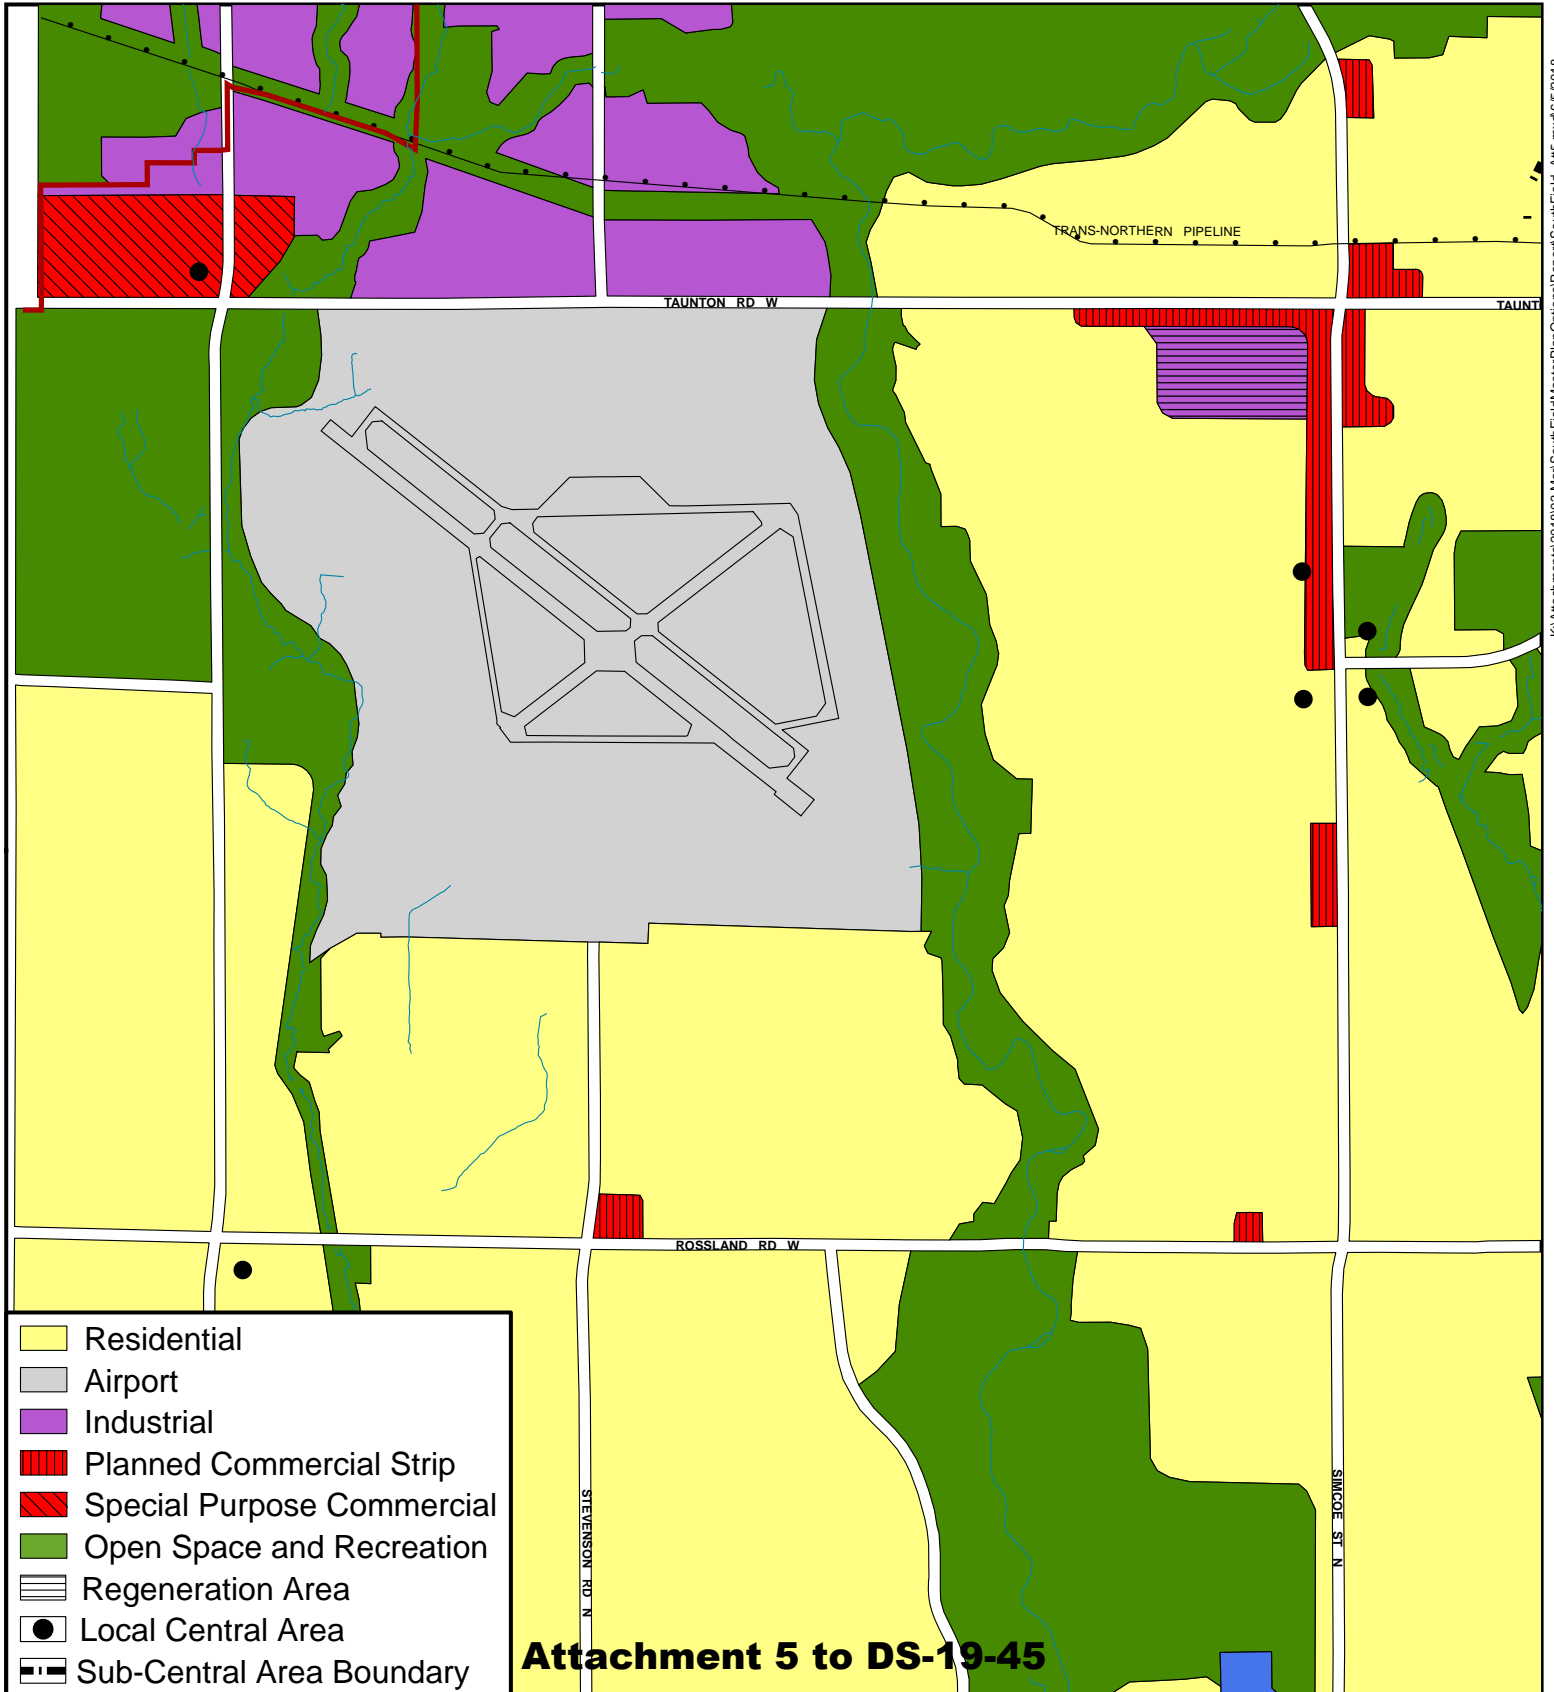 TRANS-NORTHERN PIPELINE
TAUNTON RD W
TAUNT
ROSSLAND RD W
STEVENSON RD N
SIMCOE ST N
Residential
Airport
Industrial
Planned Commercial Strip
Special Purpose Commercial
Open Space and Recreation
Regeneration Area
Local Central Area
Sub-Central Area Boundary
Attachment 5 to DS-19-45